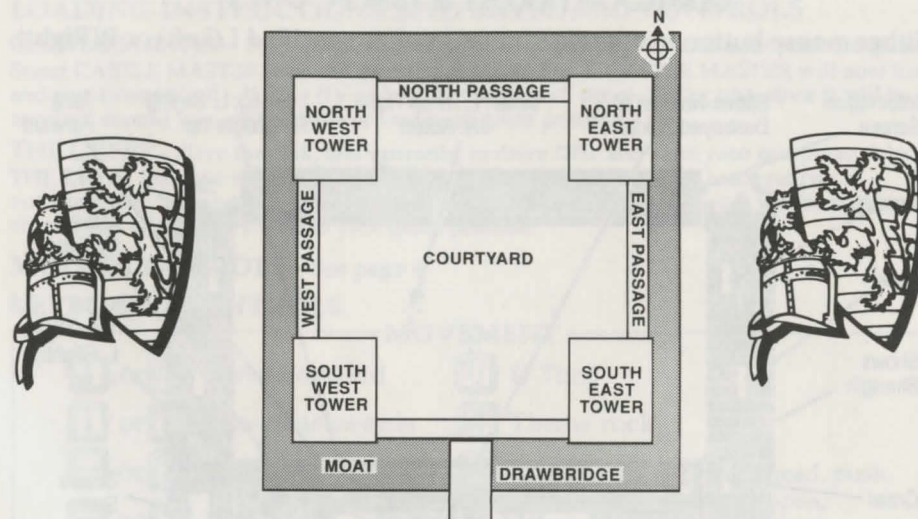 N
NORTH PASSAGE
NORTH
WEST
TOWER
NORTH
EAST
TOWER
WEST PASSAGE
COURTYARD
EAST PASSAGE
SOUTH
WEST
TOWER
SOUTH
EAST
TOWER
MOAT
DRAWBRIDGE